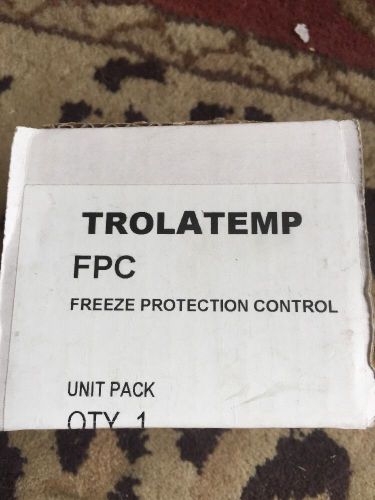 TROLATEMP
FPC
FREEZE PROTECTION CONTROL
UNIT PACK
QTY 1